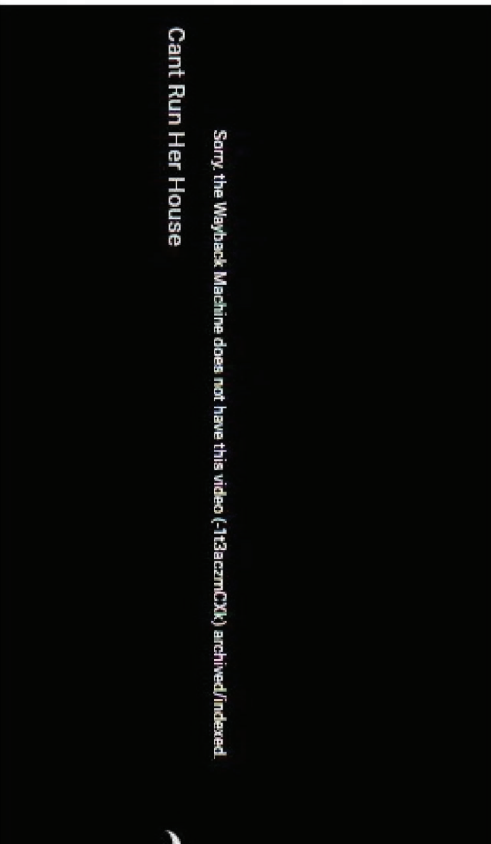 Sorry, the Wayback Machine does not have this video (-1t3aczmCXk) archived/indexed.
Cant Run Her House